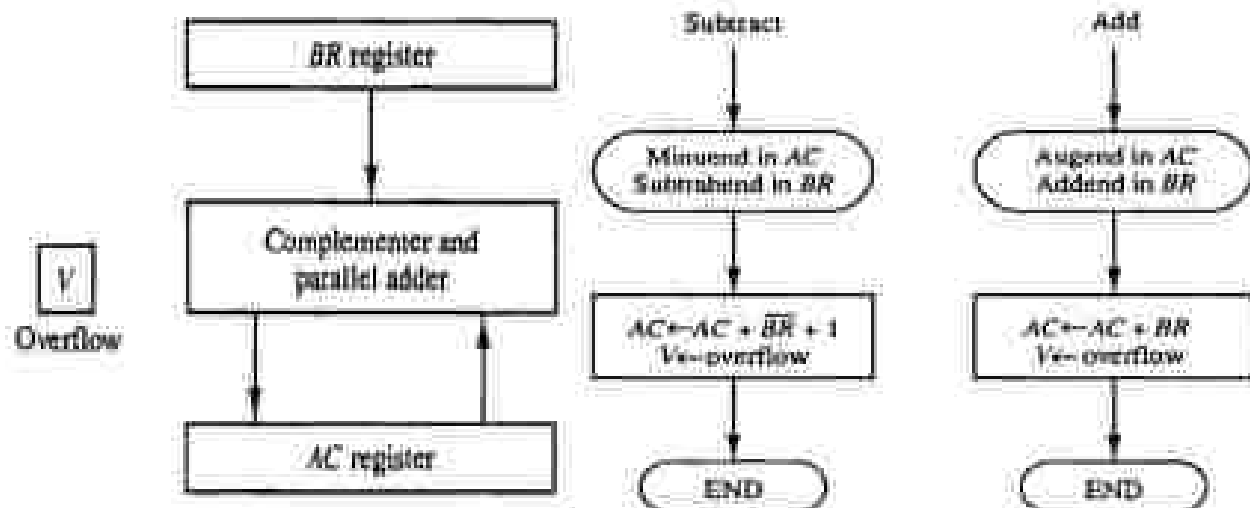 BR register
Complementer and
parallel adder
V
Overflow
AC register
Subtract
Minuend in AC
Subtrahend in BR
AC←AC + B̅R̅ + 1
V←overflow
END
Add
Augend in AC
Addend in BR
AC←AC + BR
V←overflow
END